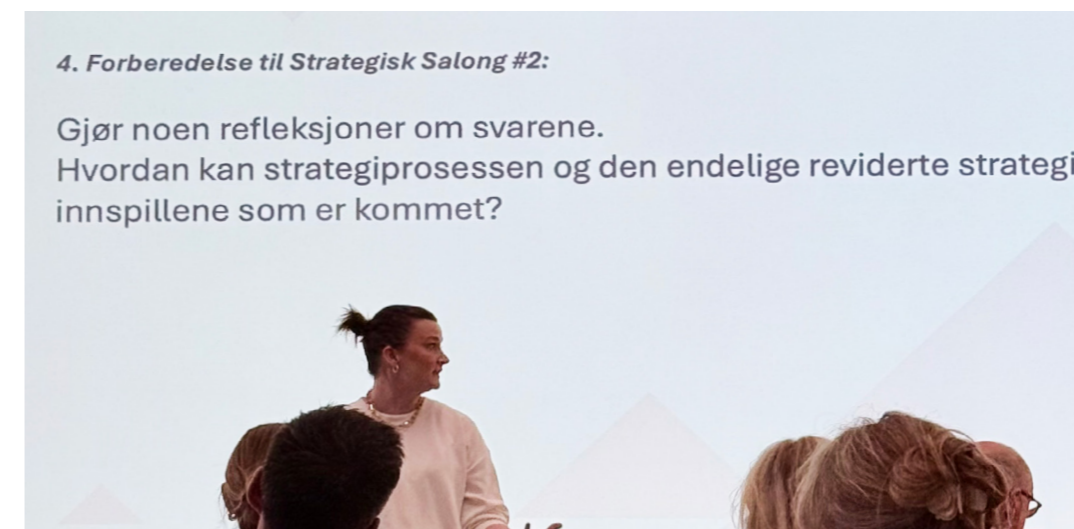 4. Forberedelse til Strategisk Salong #2:
Gjør noen refleksjoner om svarene.
Hvordan kan strategiprosessen og den endelige reviderte strategi
innspillene som er kommet?